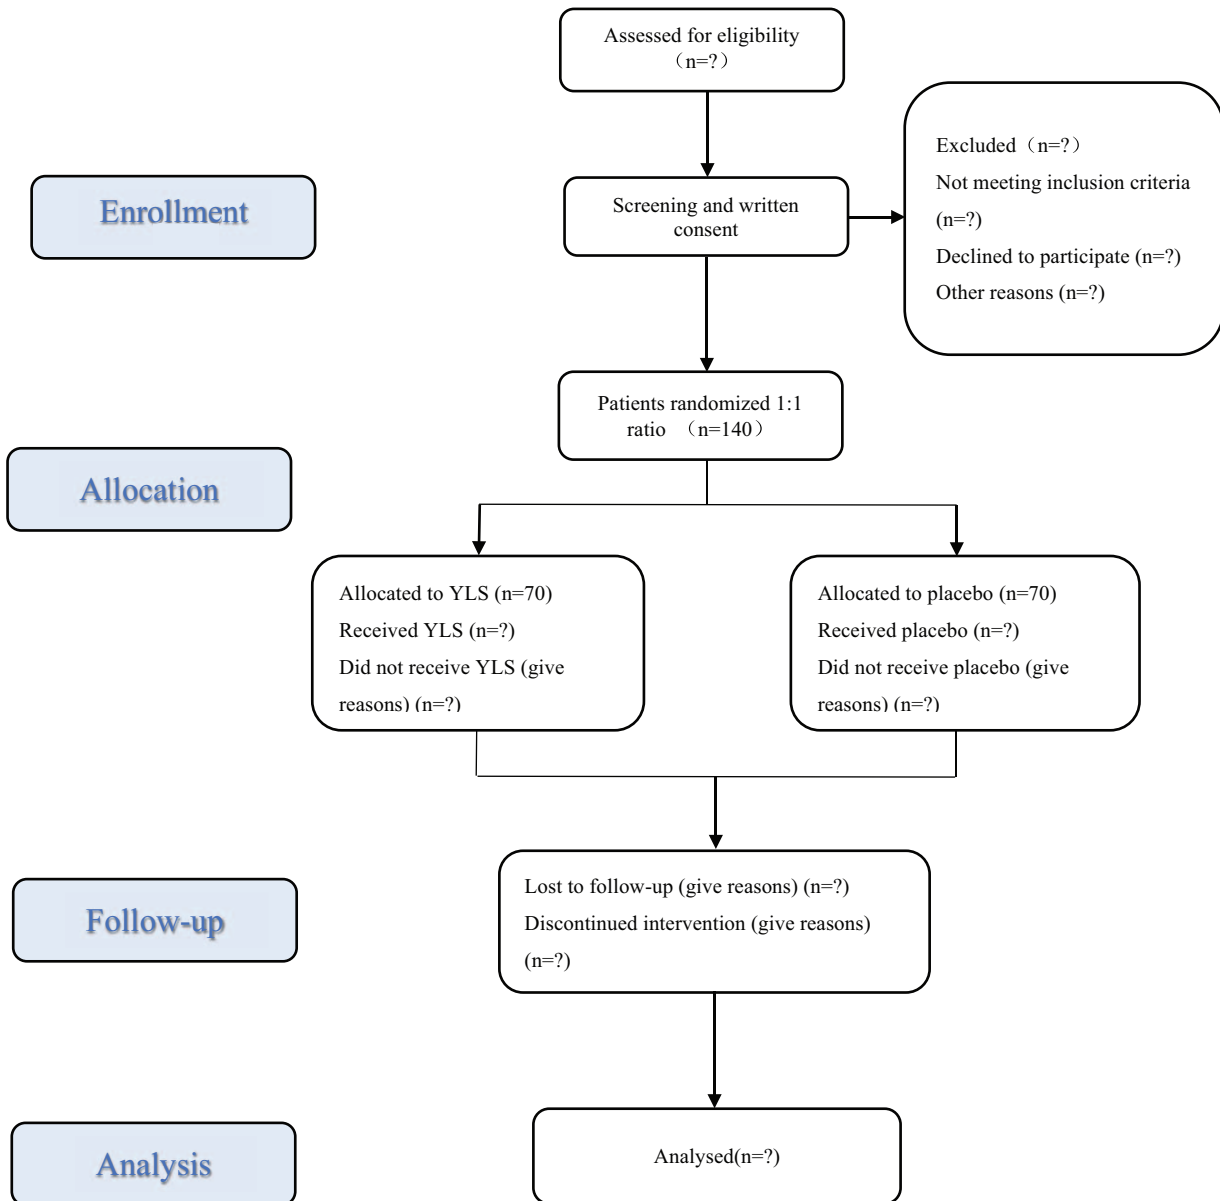 Assessed for eligibility
（n=?）
Excluded（n=?）
Not meeting inclusion criteria
(n=?)
Declined to participate (n=?)
Other reasons (n=?)
Enrollment
Screening and written
consent
Patients randomized 1:1
ratio （n=140）
Allocation
Allocated to YLS (n=70)
Received YLS (n=?)
Did not receive YLS (give
reasons) (n=?)
Allocated to placebo (n=70)
Received placebo (n=?)
Did not receive placebo (give
reasons) (n=?)
Follow-up
Lost to follow-up (give reasons) (n=?)
Discontinued intervention (give reasons)
(n=?)
Analysis
Analysed(n=?)